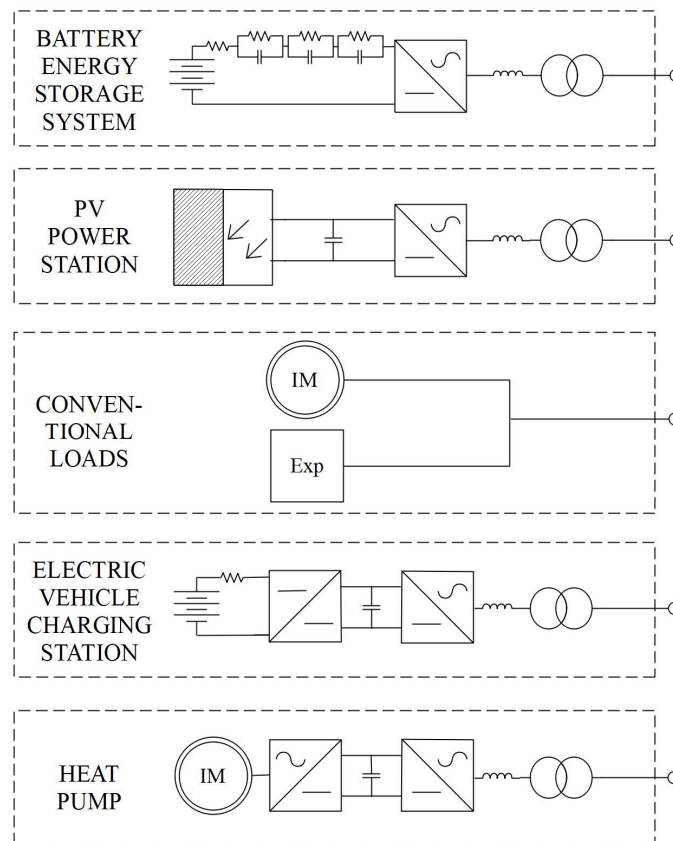 BATTERY
ENERGY
STORAGE
SYSTEM
PV
POWER
STATION
CONVEN-
TIONAL
LOADS
IM
Exp
ELECTRIC
VEHICLE
CHARGING
STATION
HEAT
PUMP
IM